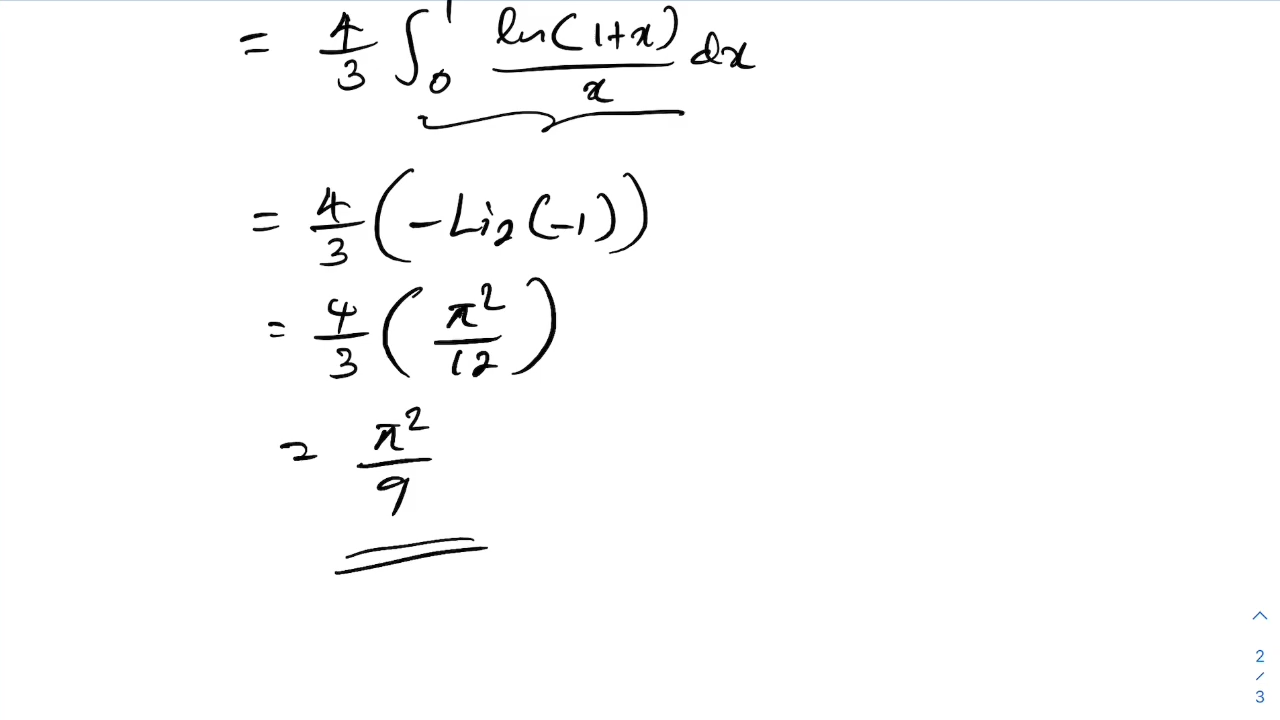 = 4/3 ∫₀¹ ln(1+x)/x dx
= 4/3 (-Li₂(-1))
= 4/3 (π²/12)
= π²/9
2
/
3